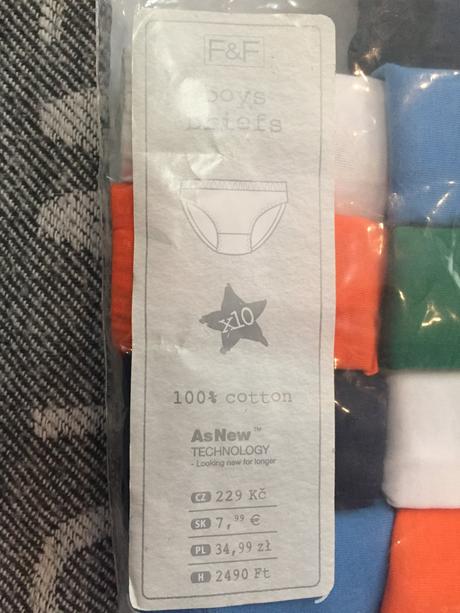 F&F
boys
briefs
x10
100% cotton
AsNew™
TECHNOLOGY
- Looking new for longer
CZ 229 Kč
SK 7,99 €
PL 34,99 zł
H 2490 Ft